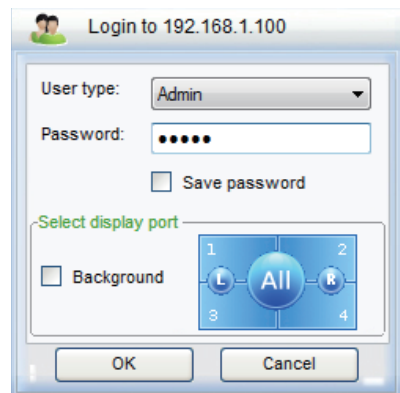 Login to 192.168.1.100
User type: Admin
Password: •••••
Save password
Select display port
1 2
Background L All R
3 4
OK Cancel